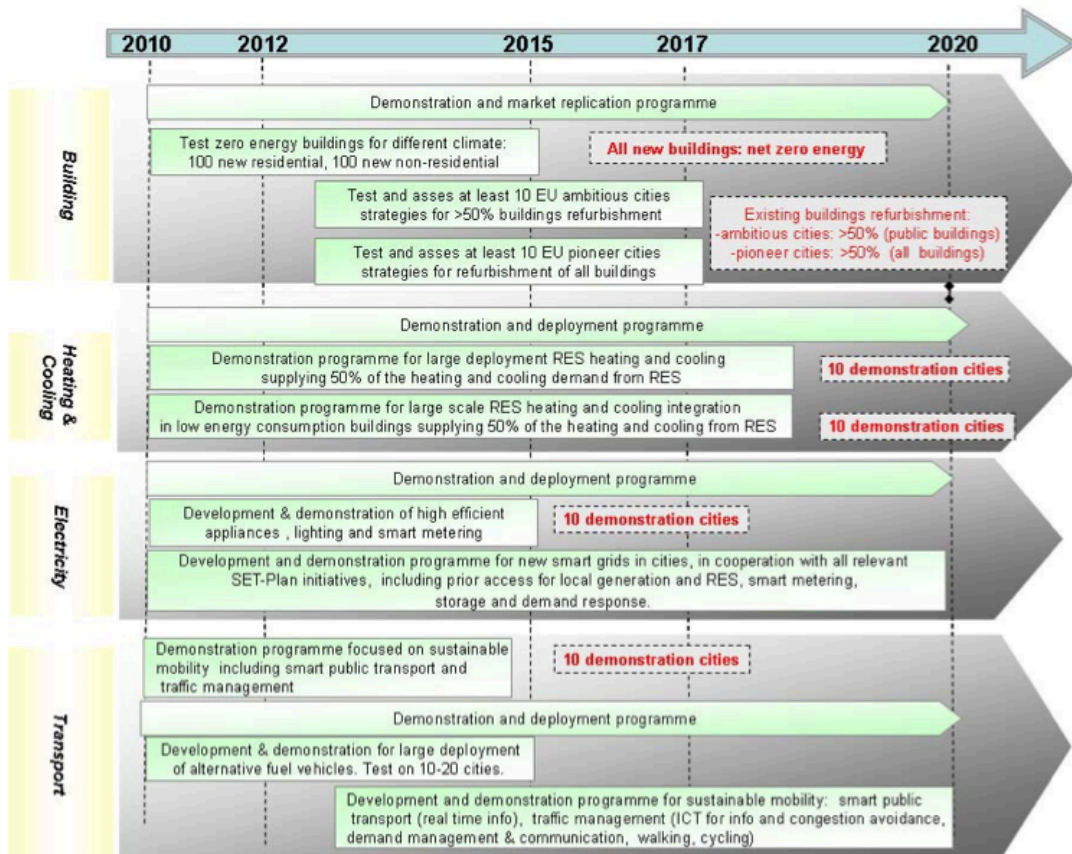 2010 2012 2015 2017 2020
Building
Demonstration and market replication programme
Test zero energy buildings for different climate:
100 new residential, 100 new non-residential
All new buildings: net zero energy
Test and asses at least 10 EU ambitious cities
strategies for >50% buildings refurbishment
Test and asses at least 10 EU pioneer cities
strategies for refurbishment of all buildings
Existing buildings refurbishment:
-ambitious cities: >50% (public buildings)
-pioneer cities: >50% (all buildings)
Heating &
Cooling
Demonstration and deployment programme
Demonstration programme for large deployment RES heating and cooling
supplying 50% of the heating and cooling demand from RES
10 demonstration cities
Demonstration programme for large scale RES heating and cooling integration
in low energy consumption buildings supplying 50% of the heating and cooling from RES
10 demonstration cities
Electricity
Demonstration and deployment programme
Development & demonstration of high efficient
appliances , lighting and smart metering
10 demonstration cities
Development and demonstration programme for new smart grids in cities, in cooperation with all relevant
SET-Plan initiatives, including prior access for local generation and RES, smart metering,
storage and demand response.
Transport
Demonstration programme focused on sustainable
mobility including smart public transport and
traffic management
10 demonstration cities
Demonstration and deployment programme
Development & demonstration for large deployment
of alternative fuel vehicles. Test on 10-20 cities.
Development and demonstration programme for sustainable mobility: smart public
transport (real time info), traffic management (ICT for info and congestion avoidance,
demand management & communication, walking, cycling)